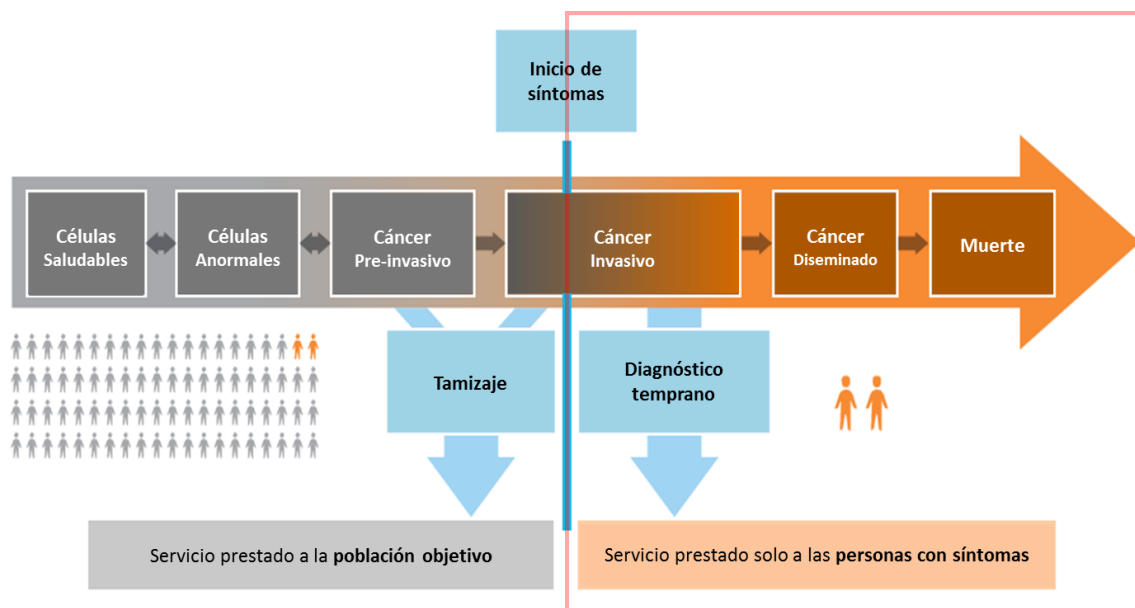 Inicio de
síntomas
Células
Saludables
Células
Anormales
Cáncer
Pre-invasivo
Cáncer
Invasivo
Cáncer
Diseminado
Muerte
Tamizaje
Diagnóstico
temprano
Servicio prestado a la población objetivo
Servicio prestado solo a las personas con síntomas